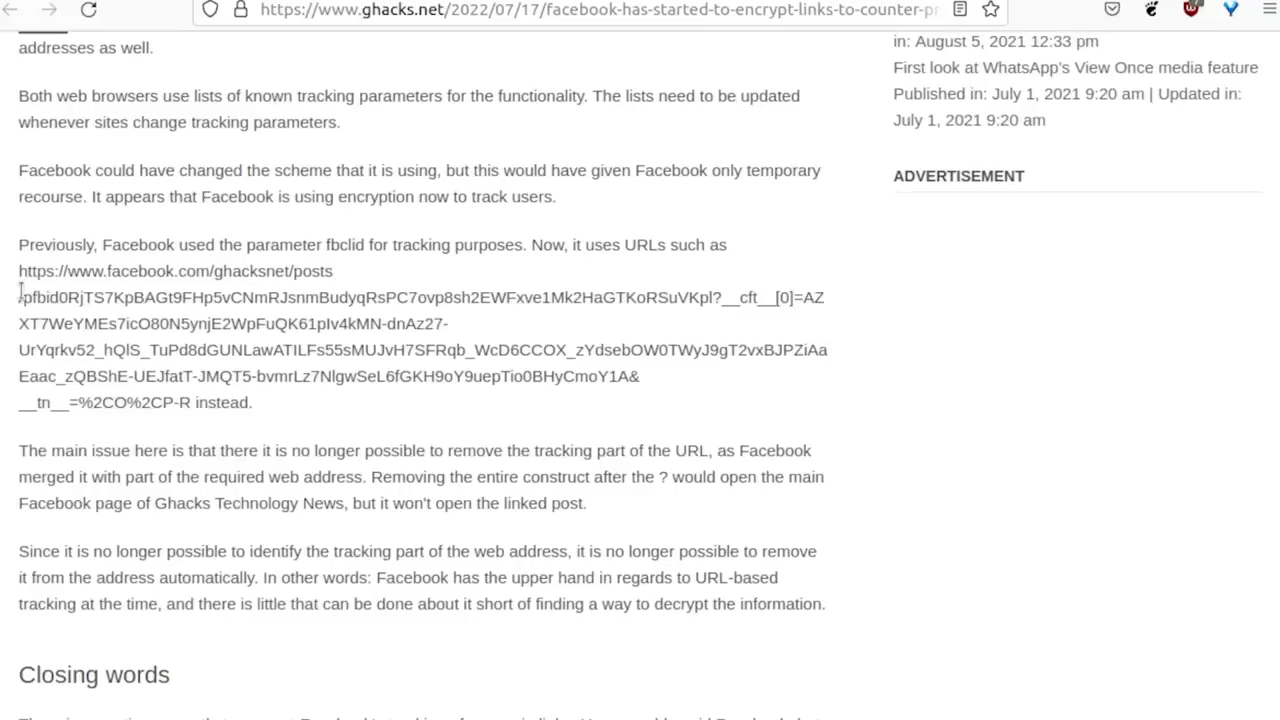 https://www.ghacks.net/2022/07/17/facebook-has-started-to-encrypt-links-to-counter-pr
addresses as well.
Both web browsers use lists of known tracking parameters for the functionality. The lists need to be updated
whenever sites change tracking parameters.
Facebook could have changed the scheme that it is using, but this would have given Facebook only temporary
recourse. It appears that Facebook is using encryption now to track users.
Previously, Facebook used the parameter fbclid for tracking purposes. Now, it uses URLs such as
https://www.facebook.com/ghacksnet/posts
/pfbid0RjTS7KpBAGt9FHp5vCNmRJsnmBudyqRsPC7ovp8sh2EWFxve1Mk2HaGTKoRSuVKpl?__cft__[0]=AZ
XT7WeYMEs7icO80N5ynjE2WpFuQK61pIv4kMN-dnAz27-
UrYqrkv52_hQlS_TuPd8dGUNLawATILFs55sMUJvH7SFRqb_WcD6CCOX_zYdsebOW0TWyJ9gT2vxBJPZiAa
Eaac_zQBShE-UEJfatT-JMQT5-bvmrLz7NlgwSeL6fGKH9oY9uepTio0BHyCmoY1A&
__tn__=%2CO%2CP-R instead.
The main issue here is that there it is no longer possible to remove the tracking part of the URL, as Facebook
merged it with part of the required web address. Removing the entire construct after the ? would open the main
Facebook page of Ghacks Technology News, but it won't open the linked post.
Since it is no longer possible to identify the tracking part of the web address, it is no longer possible to remove
it from the address automatically. In other words: Facebook has the upper hand in regards to URL-based
tracking at the time, and there is little that can be done about it short of finding a way to decrypt the information.
Closing words
in: August 5, 2021 12:33 pm
First look at WhatsApp's View Once media feature
Published in: July 1, 2021 9:20 am | Updated in:
July 1, 2021 9:20 am
ADVERTISEMENT